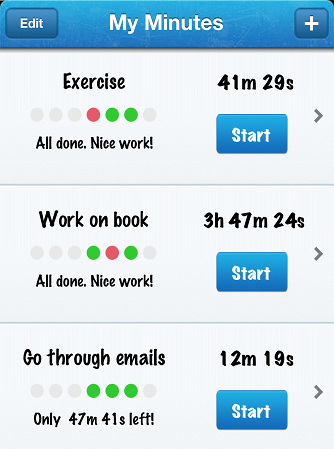 Edit My Minutes +
Exercise 41m 29s
Start
All done. Nice work!
Work on book 3h 47m 24s
Start
All done. Nice work!
Go through emails 12m 19s
Start
Only 47m 41s left!